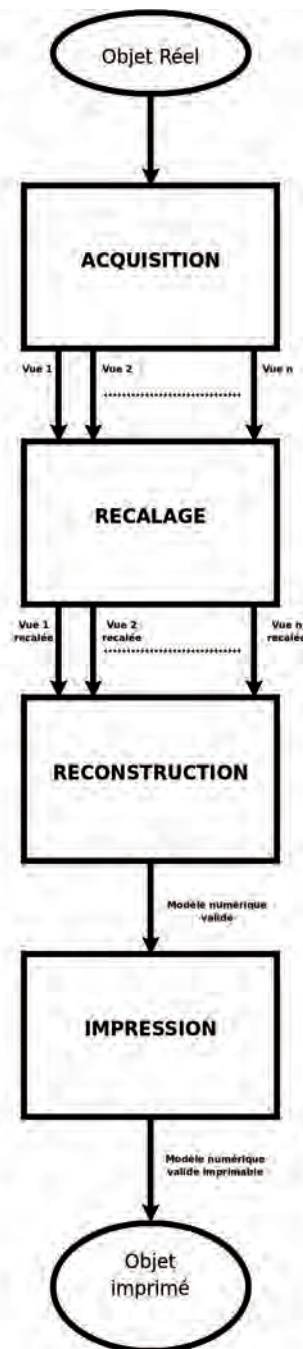 Objet Réel
ACQUISITION
Vue 1
Vue 2
Vue n
RECALAGE
Vue 1
recalée
Vue 2
recalée
Vue n
recalée
RECONSTRUCTION
Modèle numérique
valide
IMPRESSION
Modèle numérique
valide imprimable
Objet
imprimé